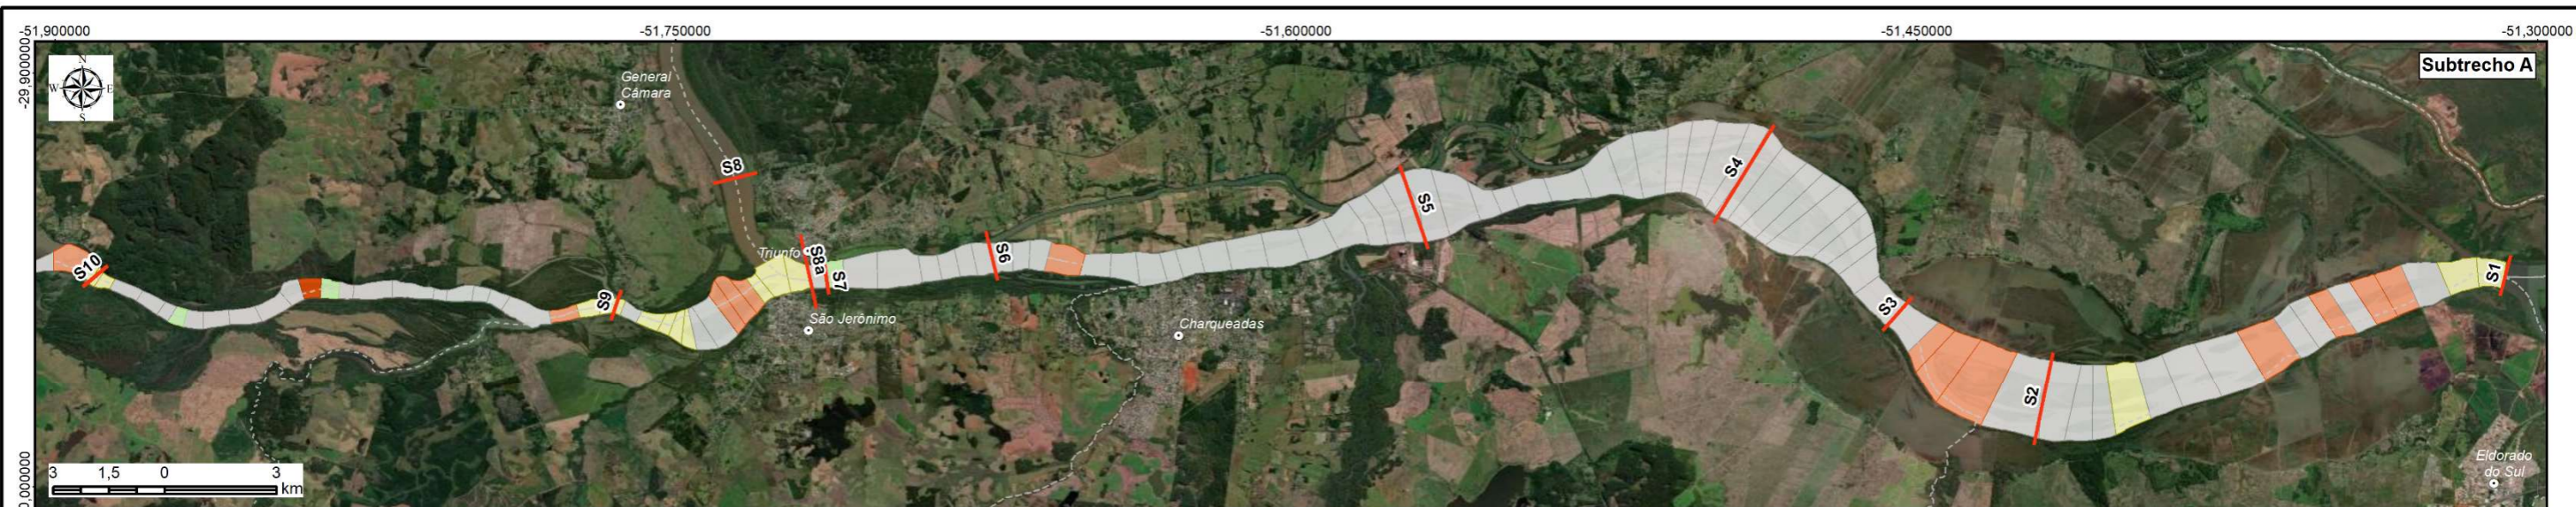 -51,900000
-51,750000
-51,600000
-51,450000
-51,300000
-29,900000
Subtrecho A
N
W
E
S
General
Câmara
S8
S4
S5
Triunfo
S8a
S7
S6
S10
S9
São Jerônimo
Charqueadas
S3
S2
S1
Eldorado
do Sul
3
1,5
0
3
km